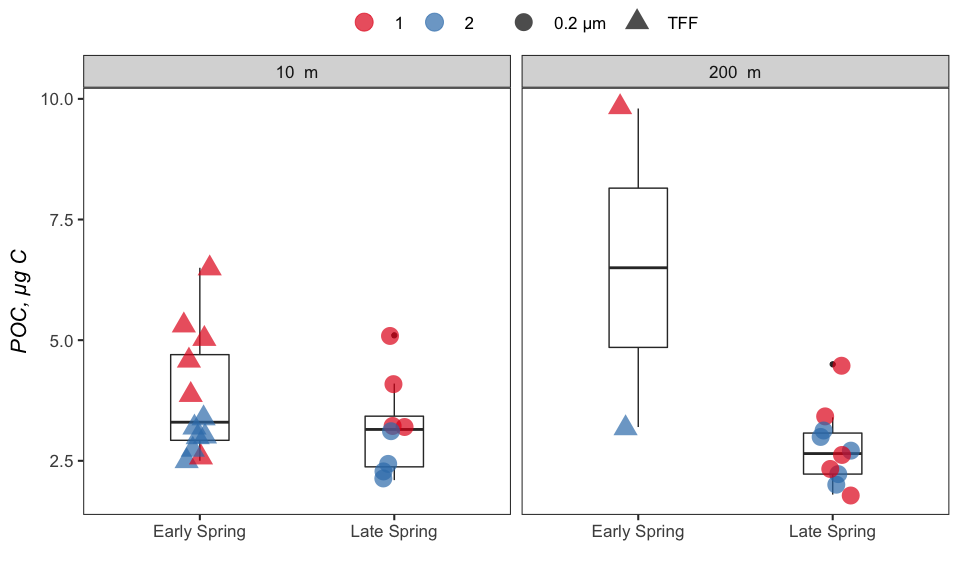 1 2 0.2 µm TFF
10 m 200 m
POC, µg C
10.0
7.5
5.0
2.5
Early Spring Late Spring Early Spring Late Spring